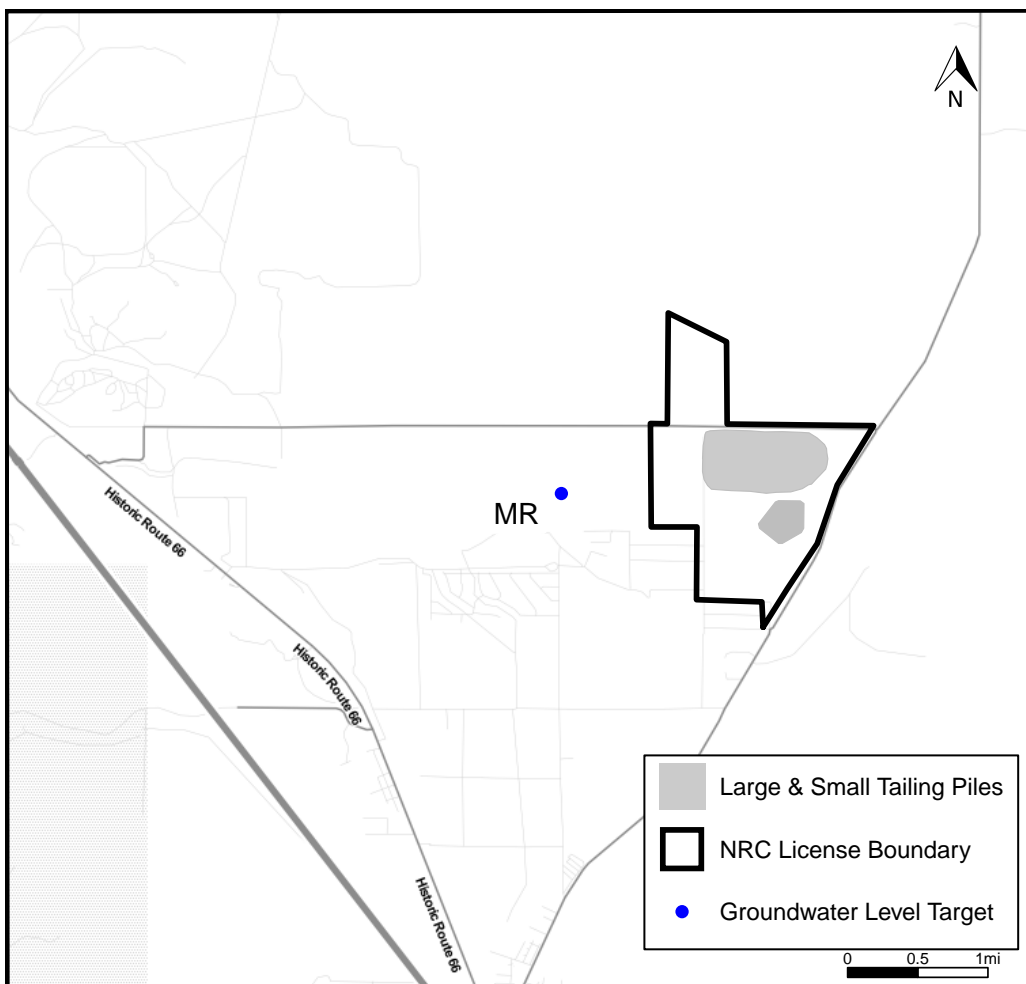 N
MR
Historic Route 66
Historic Route 66
Historic Route 66
Large & Small Tailing Piles
NRC License Boundary
Groundwater Level Target
0 0.5 1mi